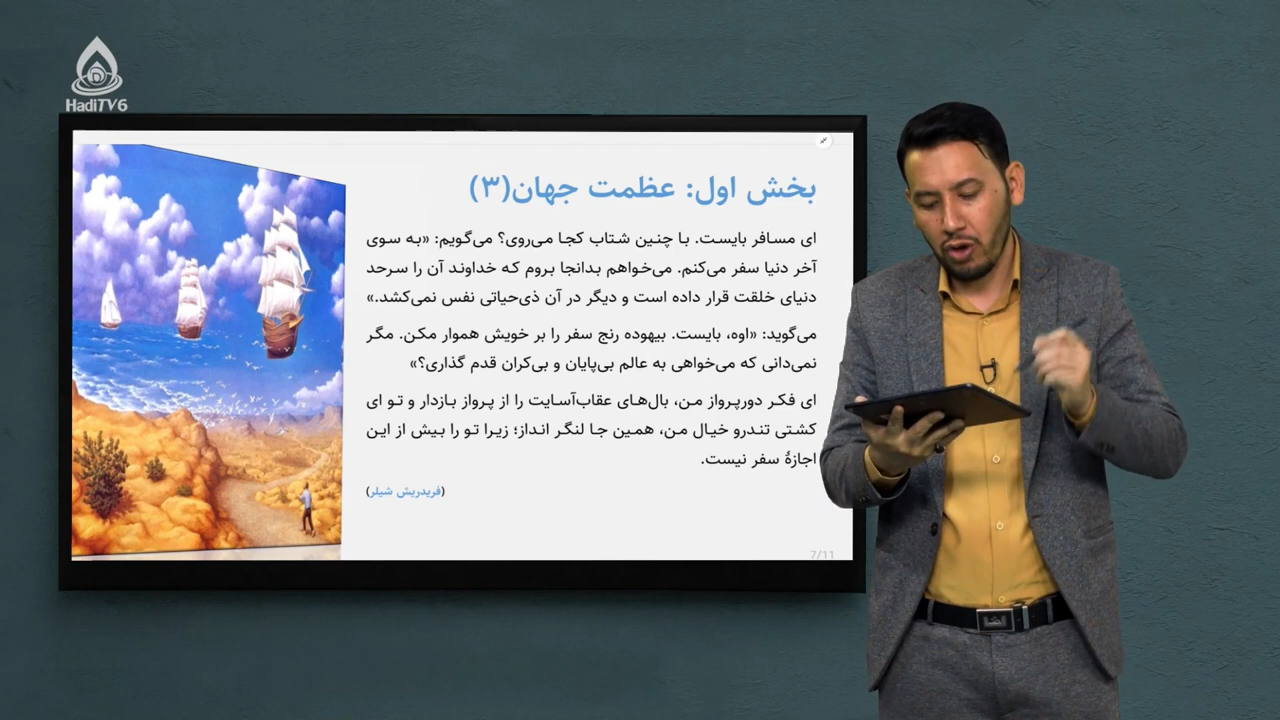 HadiTV6
بخش اول: عظمت جهان(۳)
ای مسافر بایست. با چنین شتاب کجا می‌روی؟ می‌گویم: «به سوی
آخر دنیا سفر می‌کنم. می‌خواهم بدانجا بروم که خداوند آن را سرحد
دنیای خلقت قرار داده است و دیگر در آن ذی‌حیاتی نفس نمی‌کشد.»
می‌گوید: «اوه، بایست. بیهوده رنج سفر را بر خویش هموار مکن. مگر
نمی‌دانی که می‌خواهی به عالم بی‌پایان و بی‌کران قدم گذاری؟»
ای فکر دورپرواز من، بال‌های عقاب‌آسایت را از پرواز بازدار و تو ای
کشتی تندرو خیال من، همین جا لنگر انداز؛ زیرا تو را بیش از این
اجازهٔ سفر نیست.
(فریدریش شیلر)
7/11